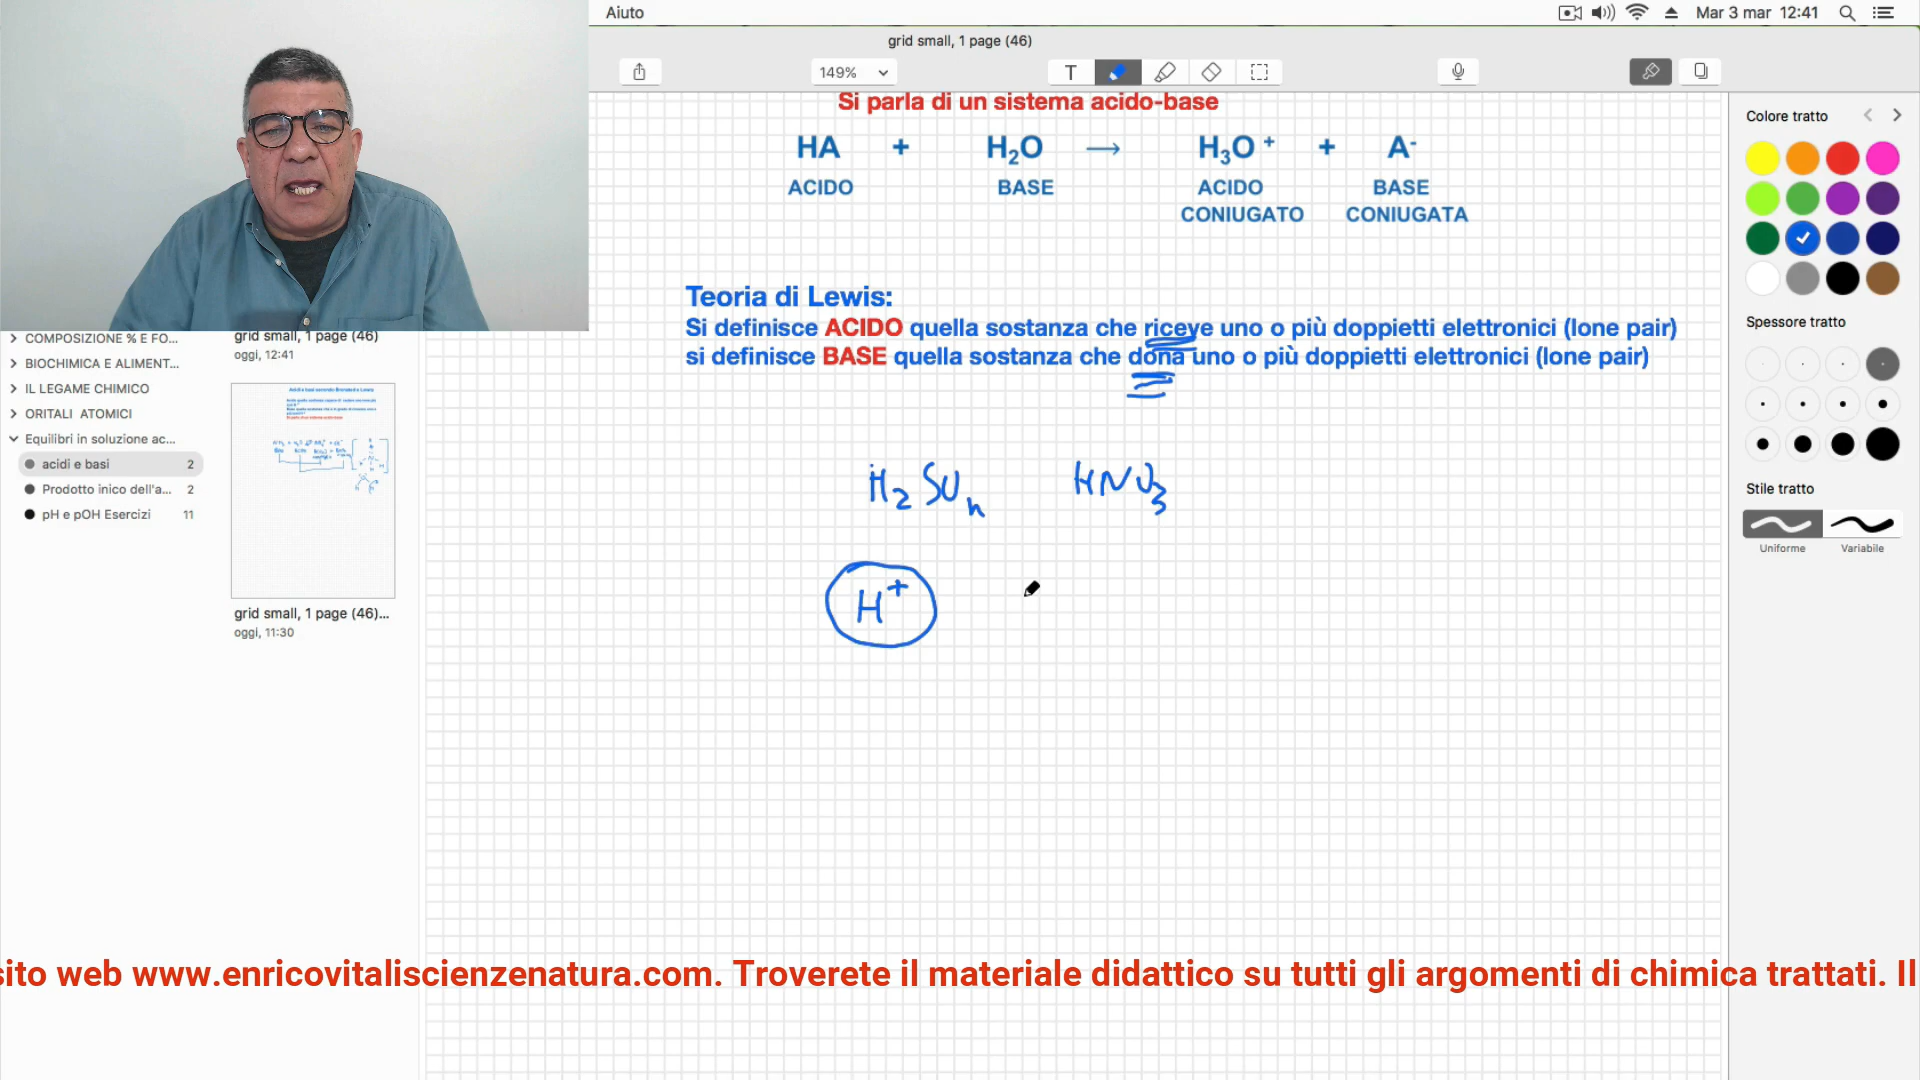 Aiuto
Mar 3 mar 12:41
grid small, 1 page (46)
149%
T
Si parla di un sistema acido-base
HA + H₂O → H₃O⁺ + A⁻
ACIDO BASE ACIDO CONIUGATO BASE CONIUGATA
Teoria di Lewis:
Si definisce ACIDO quella sostanza che riceve uno o più doppietti elettronici (lone pair)
si definisce BASE quella sostanza che dona uno o più doppietti elettronici (lone pair)
H₂SO₄ HNO₃
H⁺
COMPOSIZIONE % E FO...
BIOCHIMICA E ALIMENT...
IL LEGAME CHIMICO
ORITALI ATOMICI
Equilibri in soluzione ac...
acidi e basi 2
Prodotto inico dell'a... 2
pH e pOH Esercizi 11
grid small, 1 page (46)
oggi, 12:41
Acidi e basi secondo Bronsted e Lewis
grid small, 1 page (46)...
oggi, 11:30
Colore tratto
Spessore tratto
Stile tratto
Uniforme Variabile
sito web www.enricovitaliscienzenatura.com. Troverete il materiale didattico su tutti gli argomenti di chimica trattati. Il